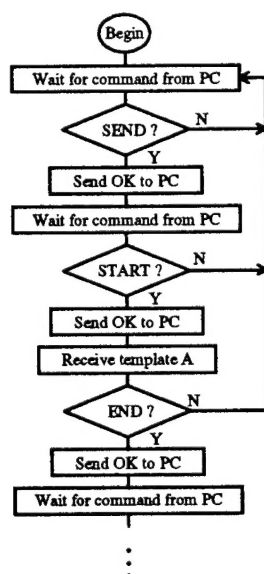 Begin
Wait for command from PC
SEND ?
N
Y
Send OK to PC
Wait for command from PC
START ?
N
Y
Send OK to PC
Receive template A
END ?
N
Y
Send OK to PC
Wait for command from PC